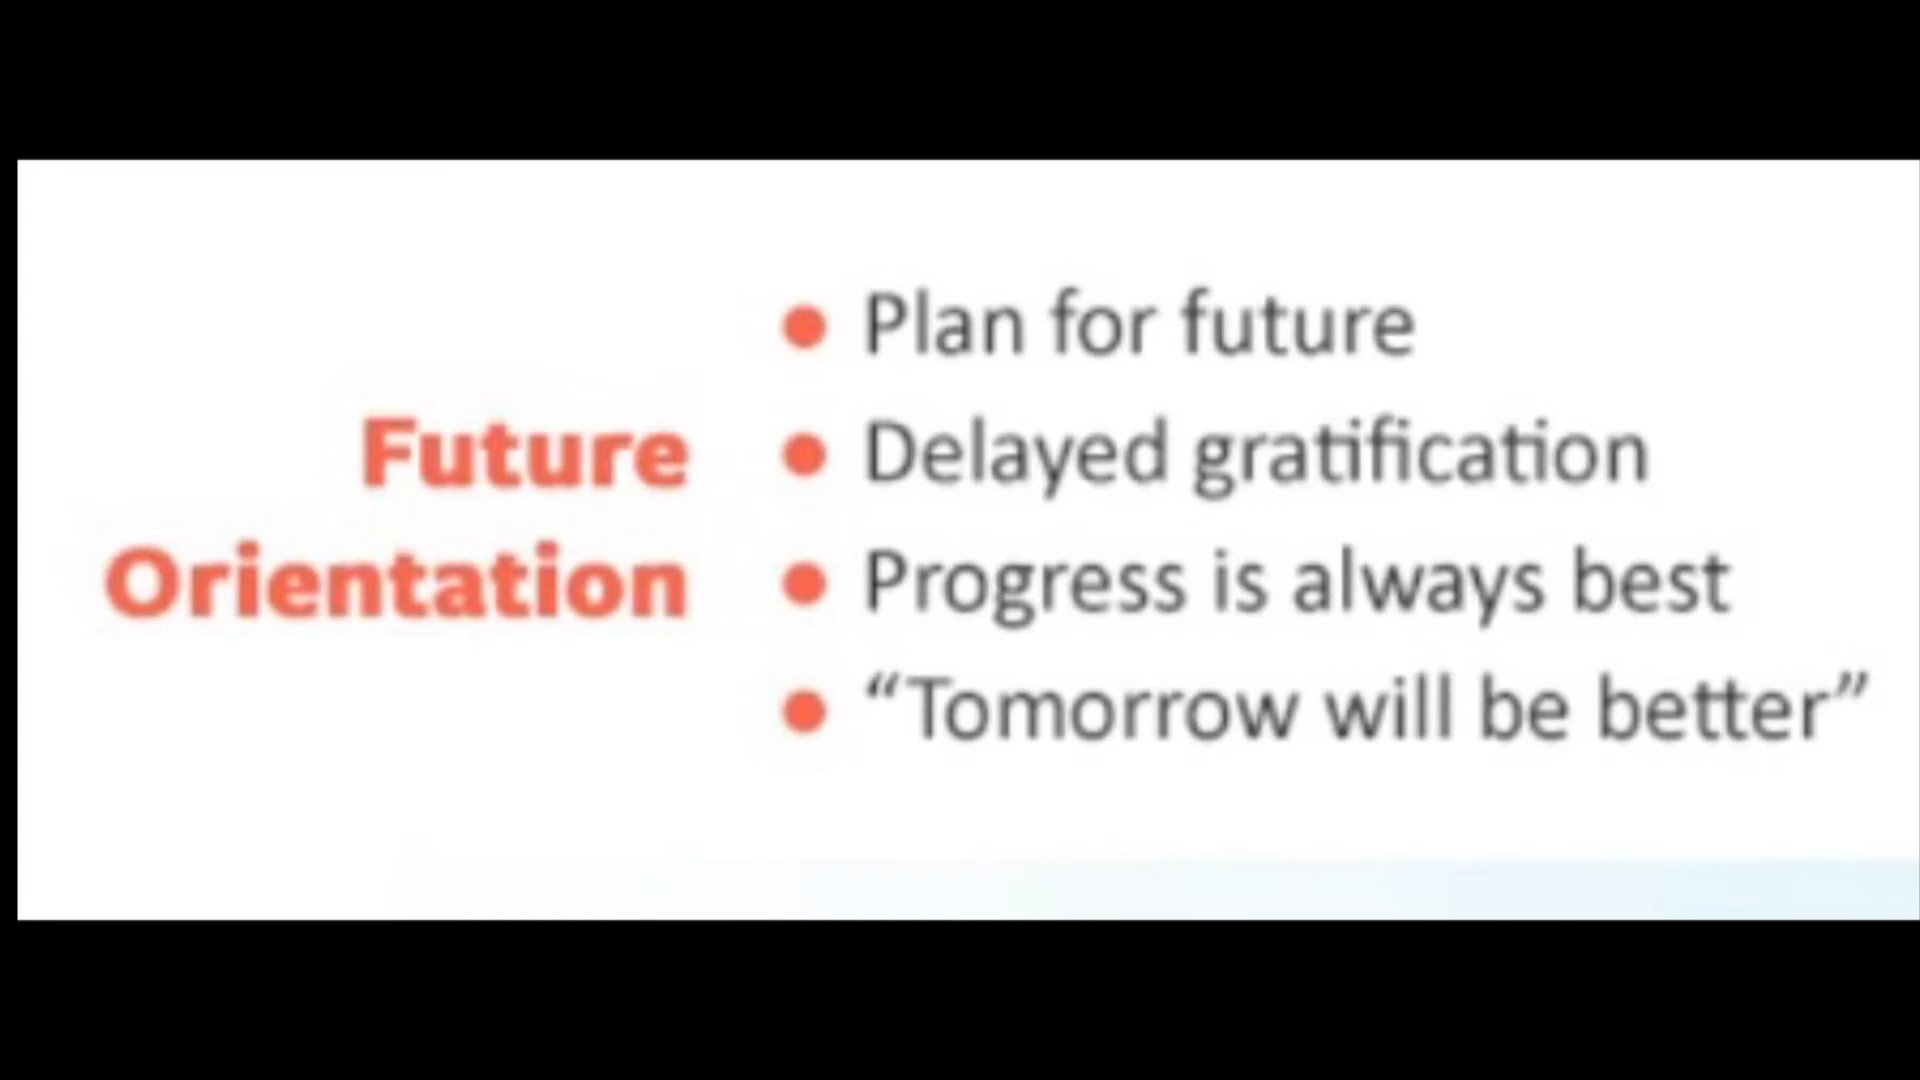 Future
Orientation
• Plan for future
• Delayed gratification
• Progress is always best
• “Tomorrow will be better”